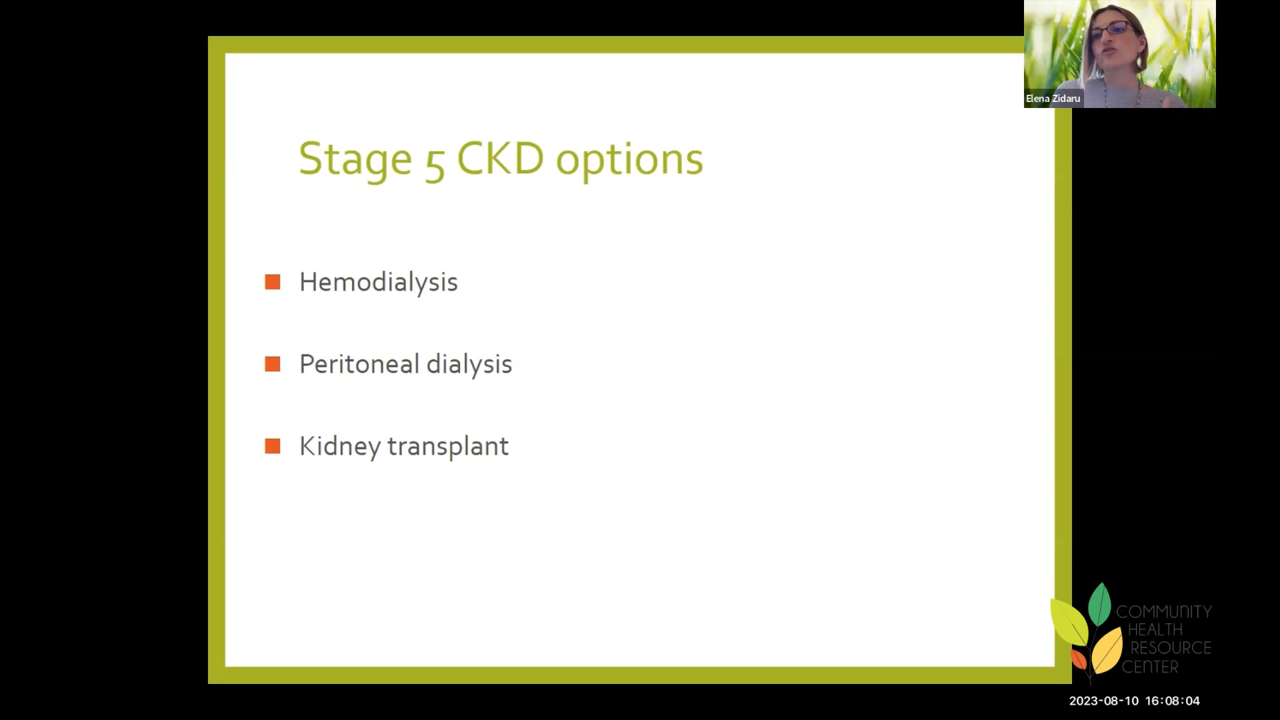 Elena Zidaru
Stage 5 CKD options
Hemodialysis
Peritoneal dialysis
Kidney transplant
COMMUNITY
HEALTH
RESOURCE
CENTER
2023-08-10 16:08:04